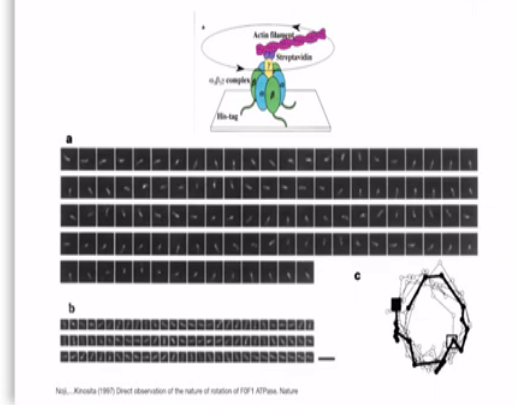 Actin filament
Streptavidin
γ
α₃β₃γ complex
β
α
His-tag
a
c
b
Noji,...Kinosita (1997) Direct observation of the nature of rotation of F0F1 ATPase. Nature